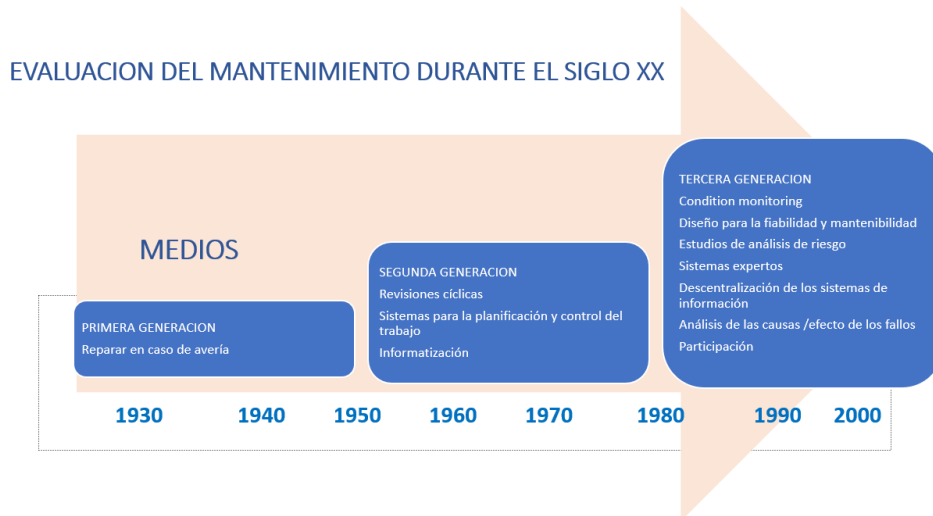 EVALUACION DEL MANTENIMIENTO DURANTE EL SIGLO XX
MEDIOS
PRIMERA GENERACION
Reparar en caso de avería
SEGUNDA GENERACION
Revisiones cíclicas
Sistemas para la planificación y control del
trabajo
Informatización
TERCERA GENERACION
Condition monitoring
Diseño para la fiabilidad y mantenibilidad
Estudios de análisis de riesgo
Sistemas expertos
Descentralización de los sistemas de
información
Análisis de las causas /efecto de los fallos
Participación
1930 1940 1950 1960 1970 1980 1990 2000